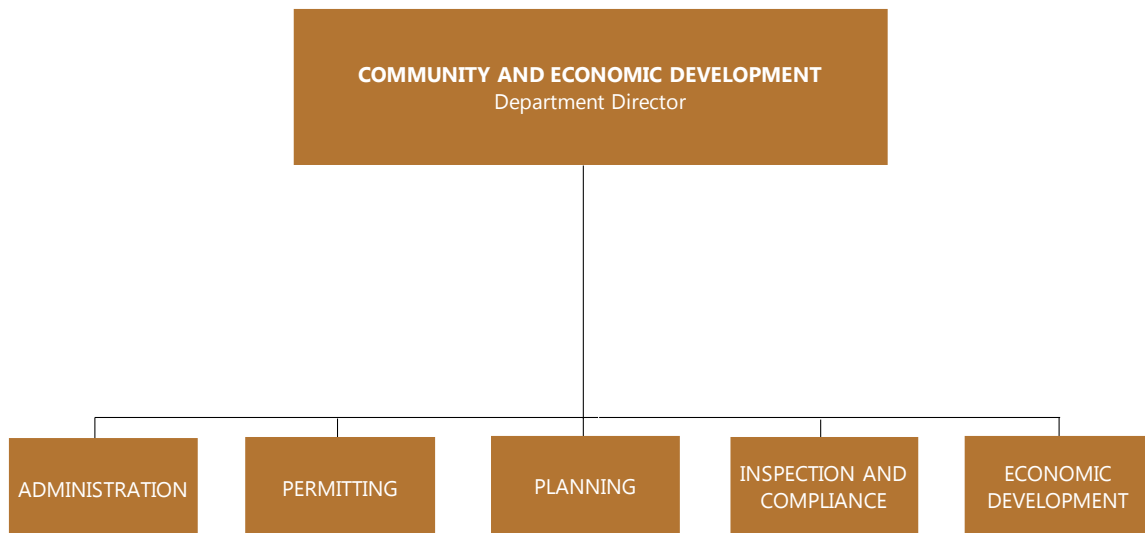 COMMUNITY AND ECONOMIC DEVELOPMENT
Department Director
ADMINISTRATION
PERMITTING
PLANNING
INSPECTION AND
COMPLIANCE
ECONOMIC
DEVELOPMENT